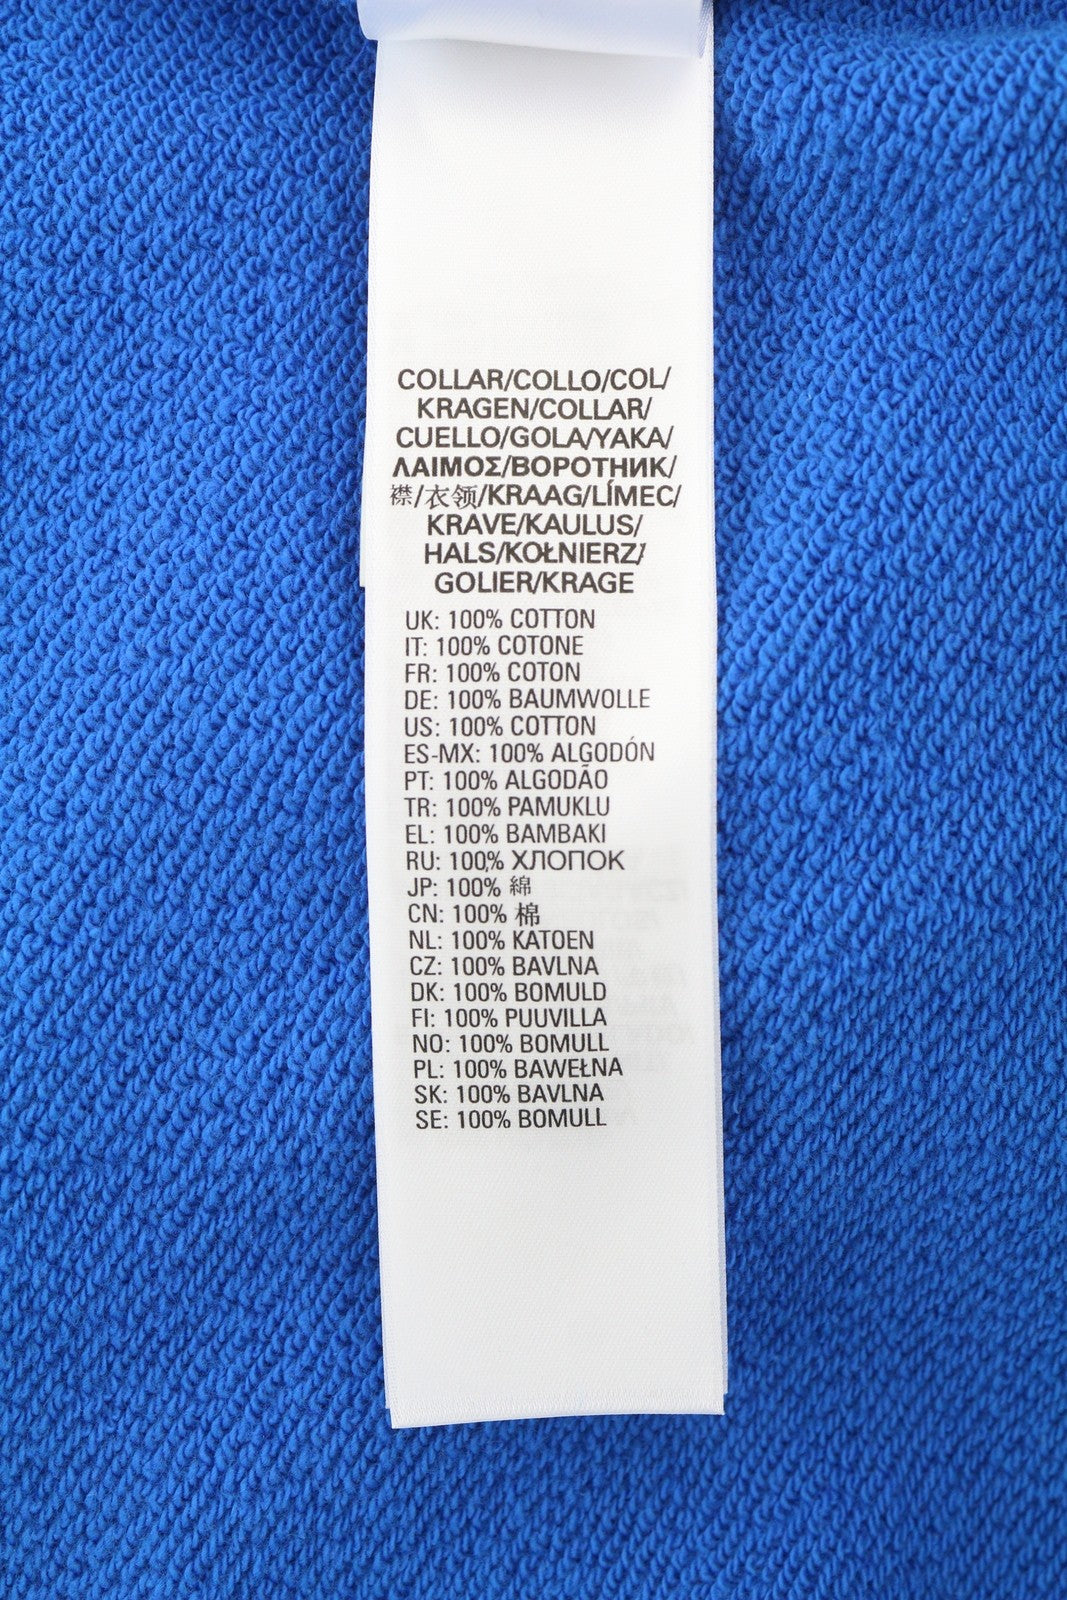 COLLAR/COLLO/COL/
KRAGEN/COLLAR/
CUELLO/GOLA/YAKA/
ΛΑΙΜΟΣ/ВОРОТНИК/
襟/衣领/KRAAG/LÍMEC/
KRAVE/KAULUS/
HALS/KOŁNIERZ/
GOLIER/KRAGE
UK: 100% COTTON
IT: 100% COTONE
FR: 100% COTON
DE: 100% BAUMWOLLE
US: 100% COTTON
ES-MX: 100% ALGODÓN
PT: 100% ALGODÃO
TR: 100% PAMUKLU
EL: 100% ΒΑΜΒΑΚΙ
RU: 100% ХЛОПОК
JP: 100% 綿
CN: 100% 棉
NL: 100% KATOEN
CZ: 100% BAVLNA
DK: 100% BOMULD
FI: 100% PUUVILLA
NO: 100% BOMULL
PL: 100% BAWEŁNA
SK: 100% BAVLNA
SE: 100% BOMULL